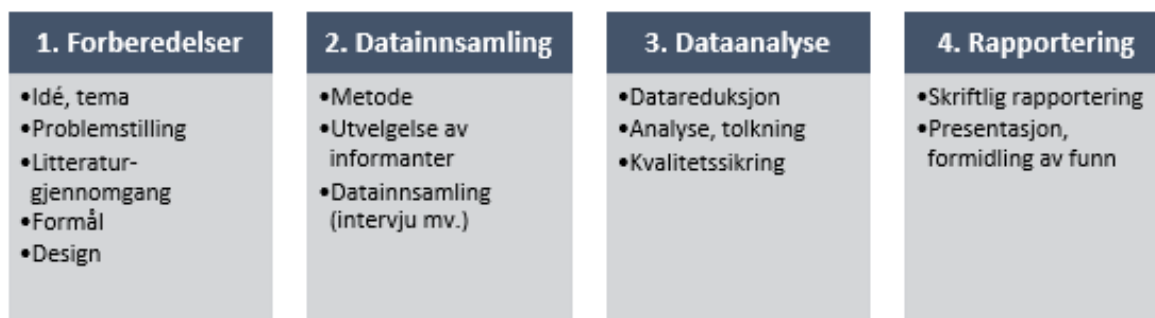 1. Forberedelser
•Idé, tema
•Problemstilling
•Litteratur-
gjennomgang
•Formål
•Design
2. Datainnsamling
•Metode
•Utvelgelse av
informanter
•Datainnsamling
(intervju mv.)
3. Dataanalyse
•Datareduksjon
•Analyse, tolkning
•Kvalitetssikring
4. Rapportering
•Skriftlig rapportering
•Presentasjon,
formidling av funn